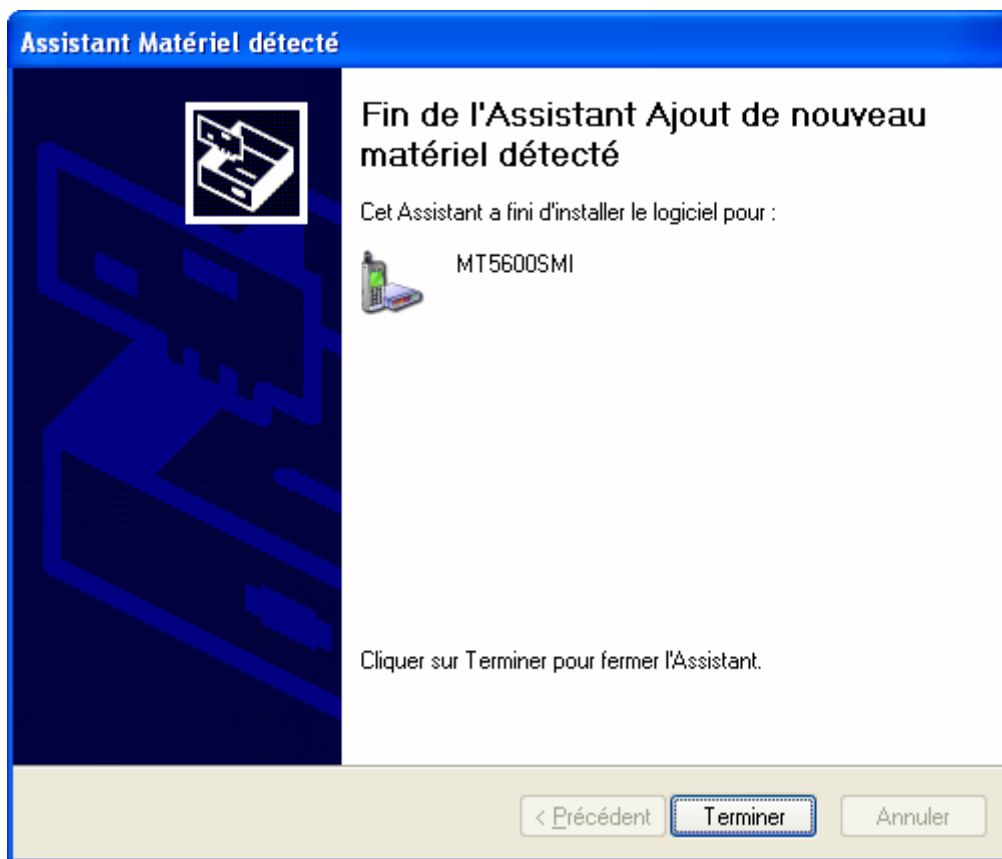 Assistant Matériel détecté
Fin de l'Assistant Ajout de nouveau
matériel détecté
Cet Assistant a fini d'installer le logiciel pour :
MT5600SMI
Cliquer sur Terminer pour fermer l'Assistant.
< Précédent Terminer Annuler